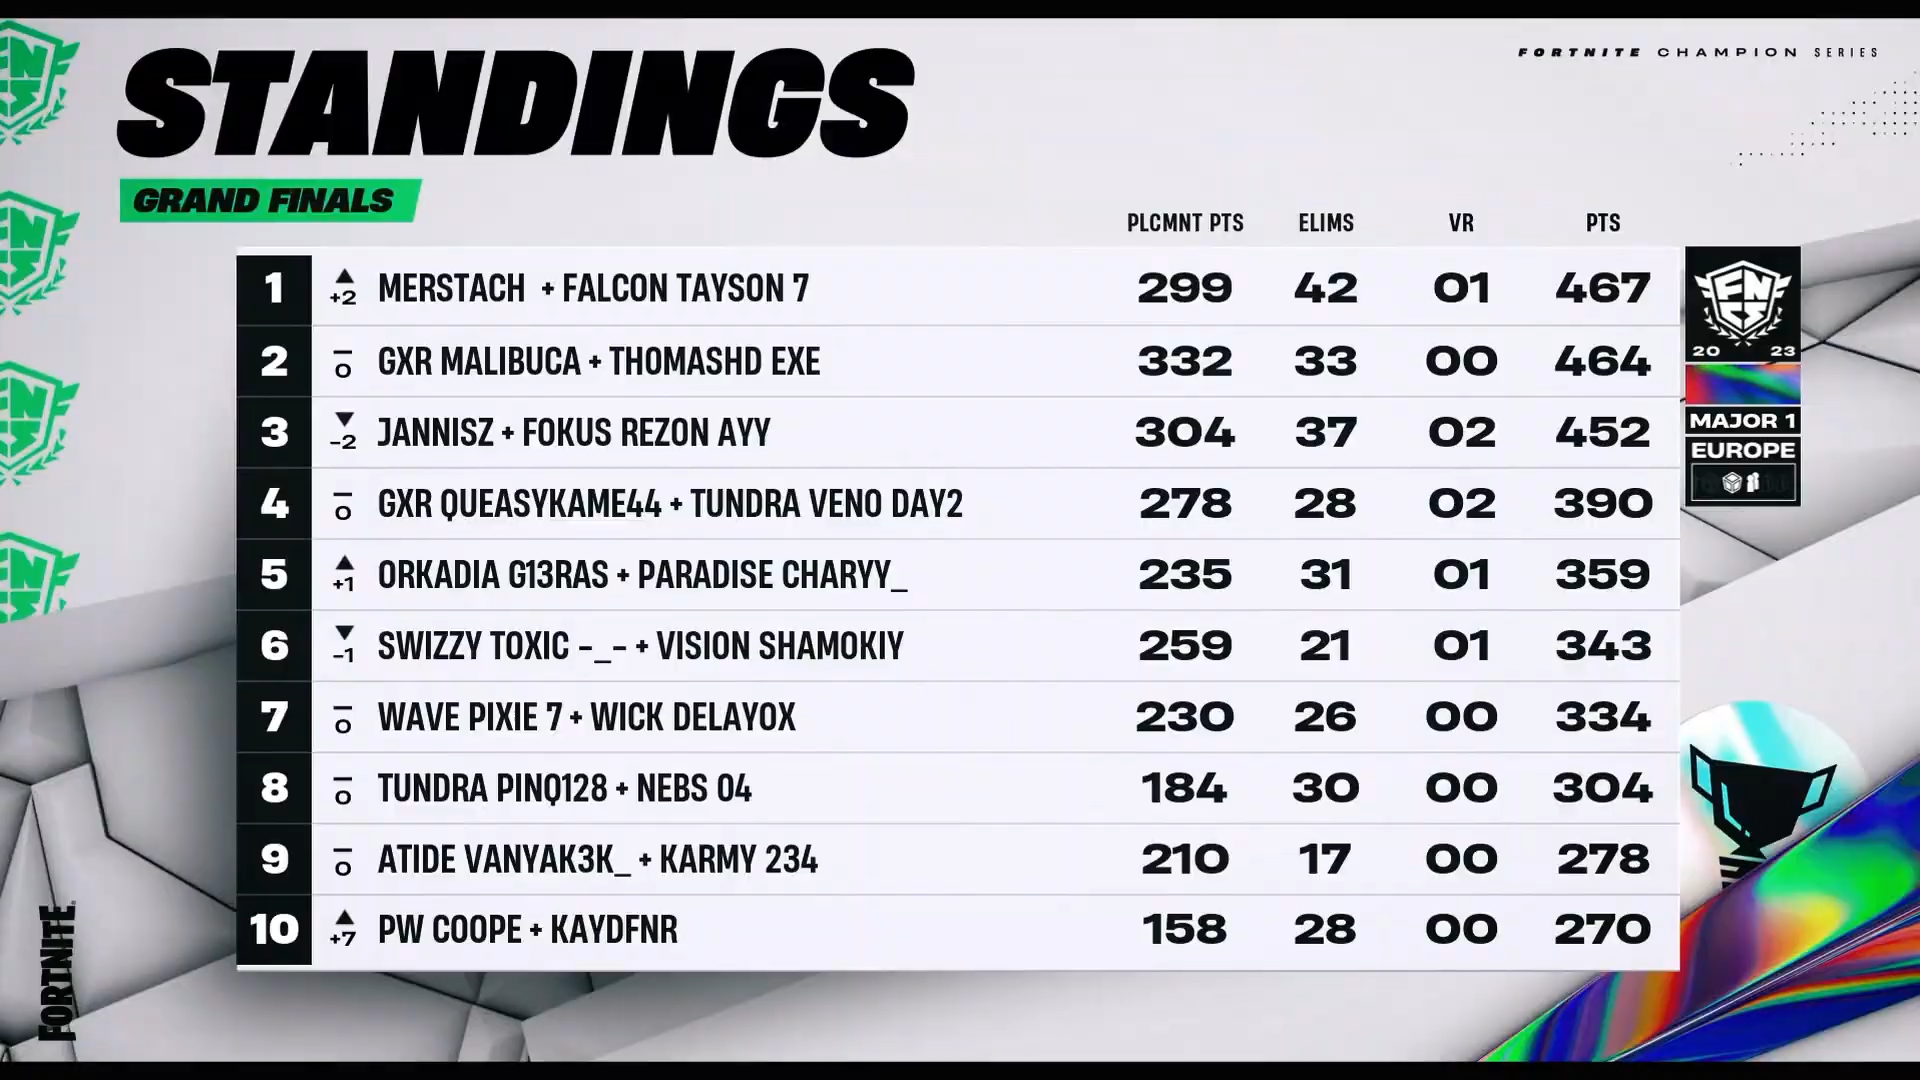 FORTNITE CHAMPION SERIES
STANDINGS
GRAND FINALS
PLCMNT PTS ELIMS VR PTS
1 +2 MERSTACH + FALCON TAYSON 7 299 42 01 467
2 0 GXR MALIBUCA + THOMASHD EXE 332 33 00 464
3 -2 JANNISZ + FOKUS REZON AYY 304 37 02 452
4 0 GXR QUEASYKAME44 + TUNDRA VENO DAY2 278 28 02 390
5 +1 ORKADIA G13RAS + PARADISE CHARYY_ 235 31 01 359
6 -1 SWIZZY TOXIC -_- + VISION SHAMOKIY 259 21 01 343
7 0 WAVE PIXIE 7 + WICK DELAYOX 230 26 00 334
8 0 TUNDRA PINQ128 + NEBS 04 184 30 00 304
9 0 ATIDE VANYAK3K_ + KARMY 234 210 17 00 278
10 +7 PW COOPE + KAYDFNR 158 28 00 270
FNCS
20 23
MAJOR 1
EUROPE
FORTNITE